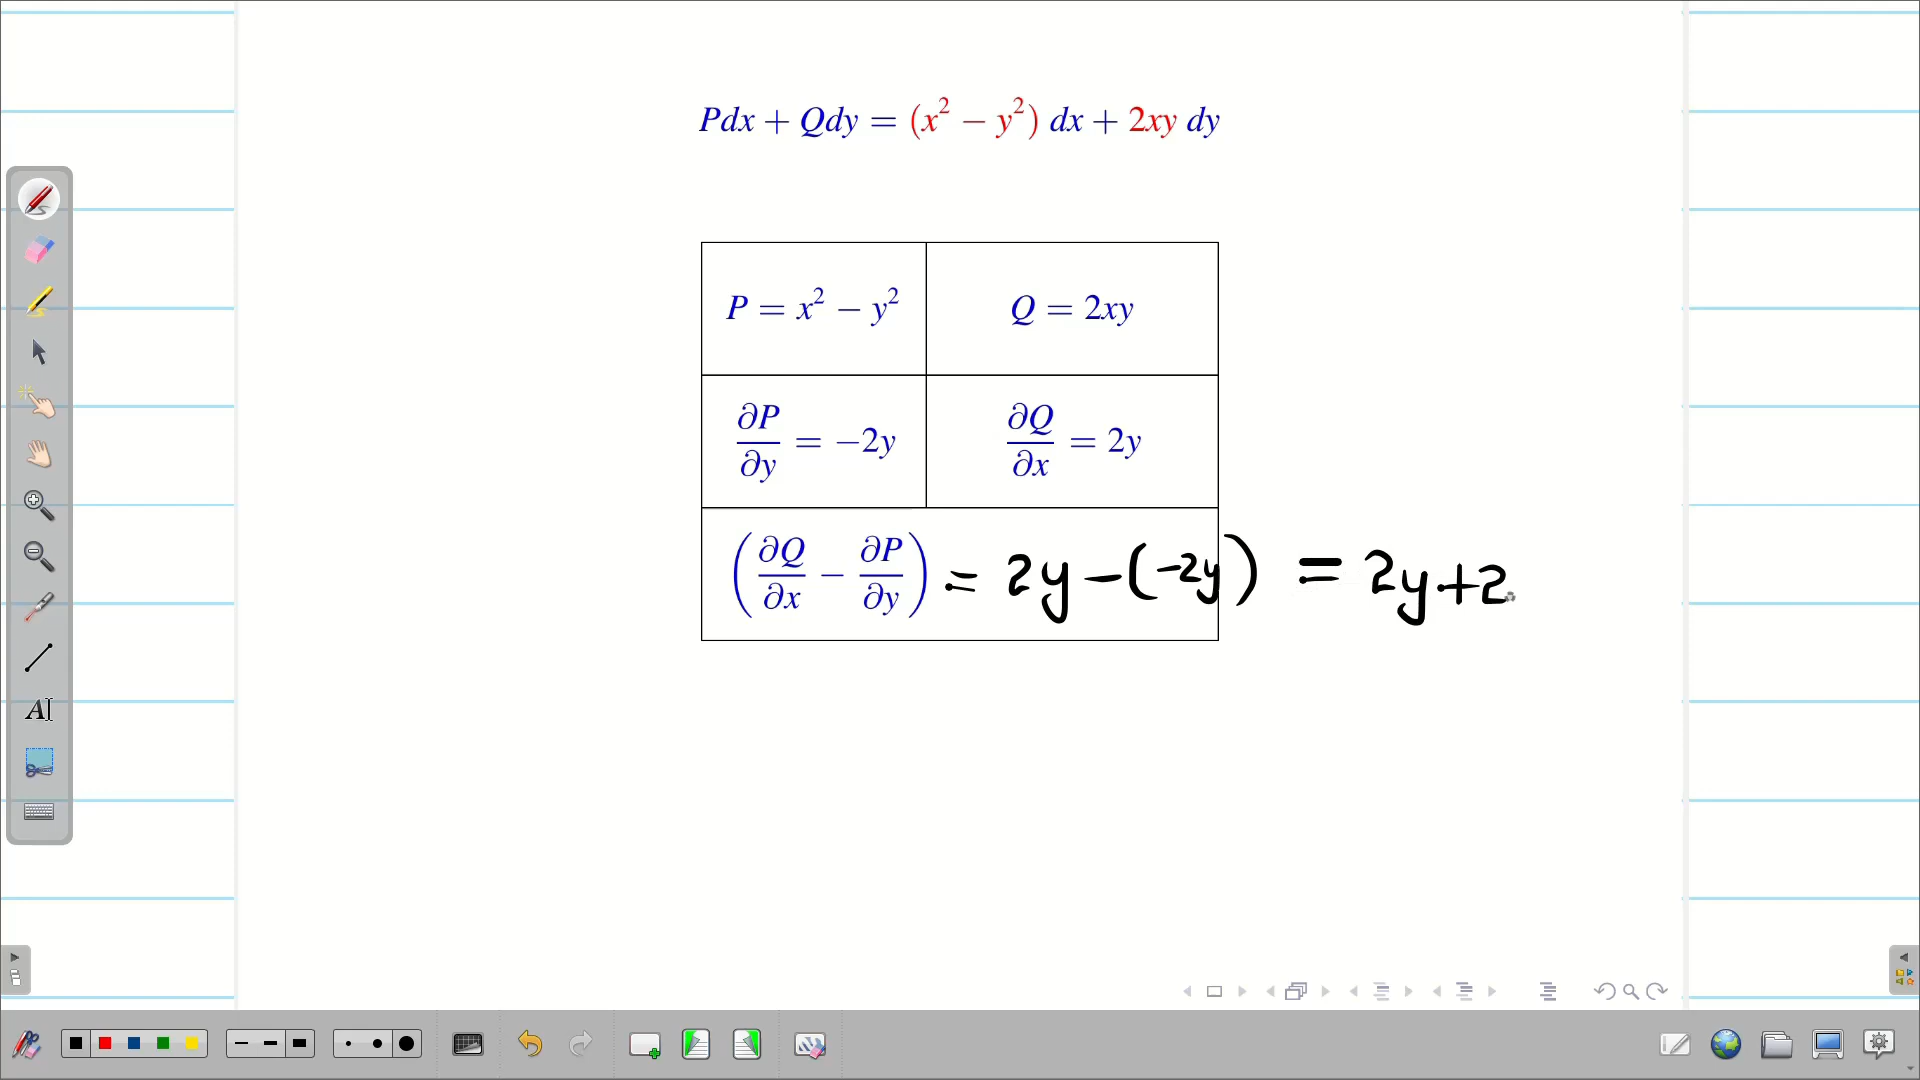 Pdx + Qdy = (x² − y²) dx + 2xy dy
P = x² − y² Q = 2xy
∂P/∂y = −2y ∂Q/∂x = 2y
(∂Q/∂x − ∂P/∂y) = 2y − (−2y) = 2y + 2